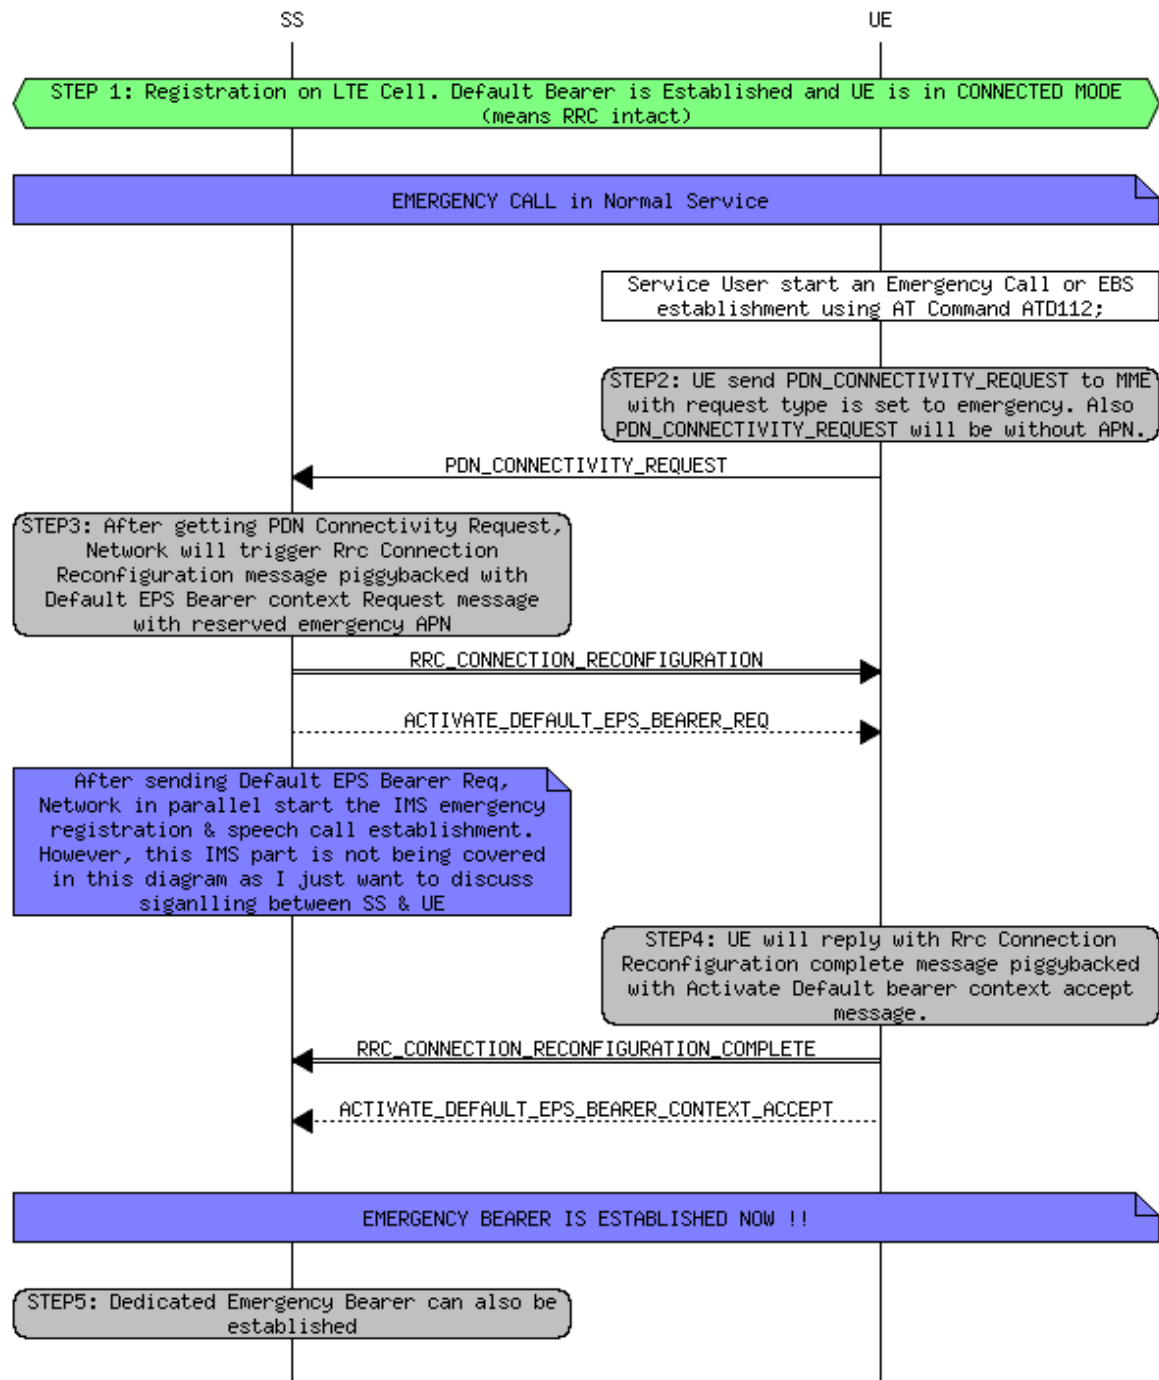 SS
UE
STEP 1: Registration on LTE Cell. Default Bearer is Established and UE is in CONNECTED MODE
(means RRC intact)
EMERGENCY CALL in Normal Service
Service User start an Emergency Call or EBS
establishment using AT Command ATD112;
STEP2: UE send PDN_CONNECTIVITY_REQUEST to MME
with request type is set to emergency. Also
PDN_CONNECTIVITY_REQUEST will be without APN.
PDN_CONNECTIVITY_REQUEST
STEP3: After getting PDN Connectivity Request,
Network will trigger Rrc Connection
Reconfiguration message piggybacked with
Default EPS Bearer context Request message
with reserved emergency APN
RRC_CONNECTION_RECONFIGURATION
ACTIVATE_DEFAULT_EPS_BEARER_REQ
After sending Default EPS Bearer Req,
Network in parallel start the IMS emergency
registration & speech call establishment.
However, this IMS part is not being covered
in this diagram as I just want to discuss
siganlling between SS & UE
STEP4: UE will reply with Rrc Connection
Reconfiguration complete message piggybacked
with Activate Default bearer context accept
message.
RRC_CONNECTION_RECONFIGURATION_COMPLETE
ACTIVATE_DEFAULT_EPS_BEARER_CONTEXT_ACCEPT
EMERGENCY BEARER IS ESTABLISHED NOW !!
STEP5: Dedicated Emergency Bearer can also be
established